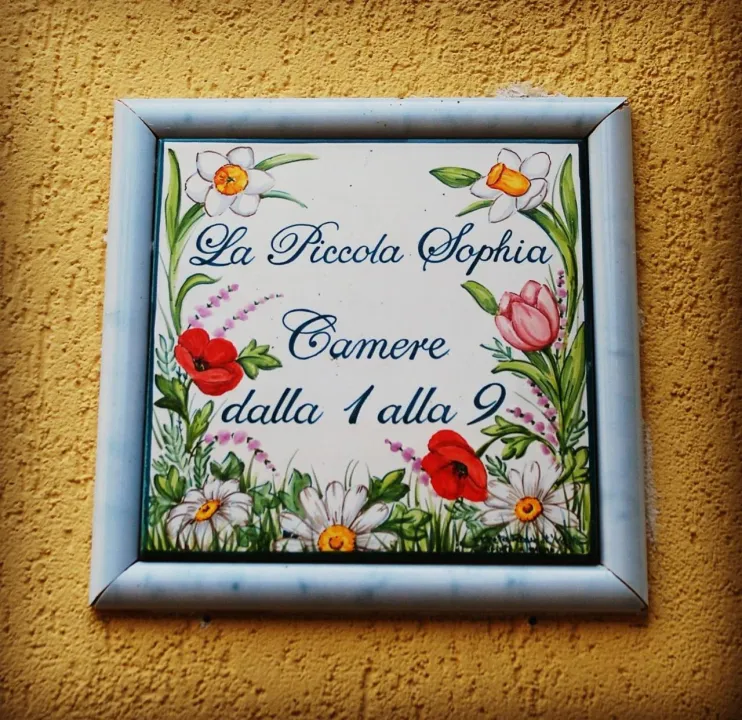 La Piccola Sophia
Camere
dalla 1 alla 9